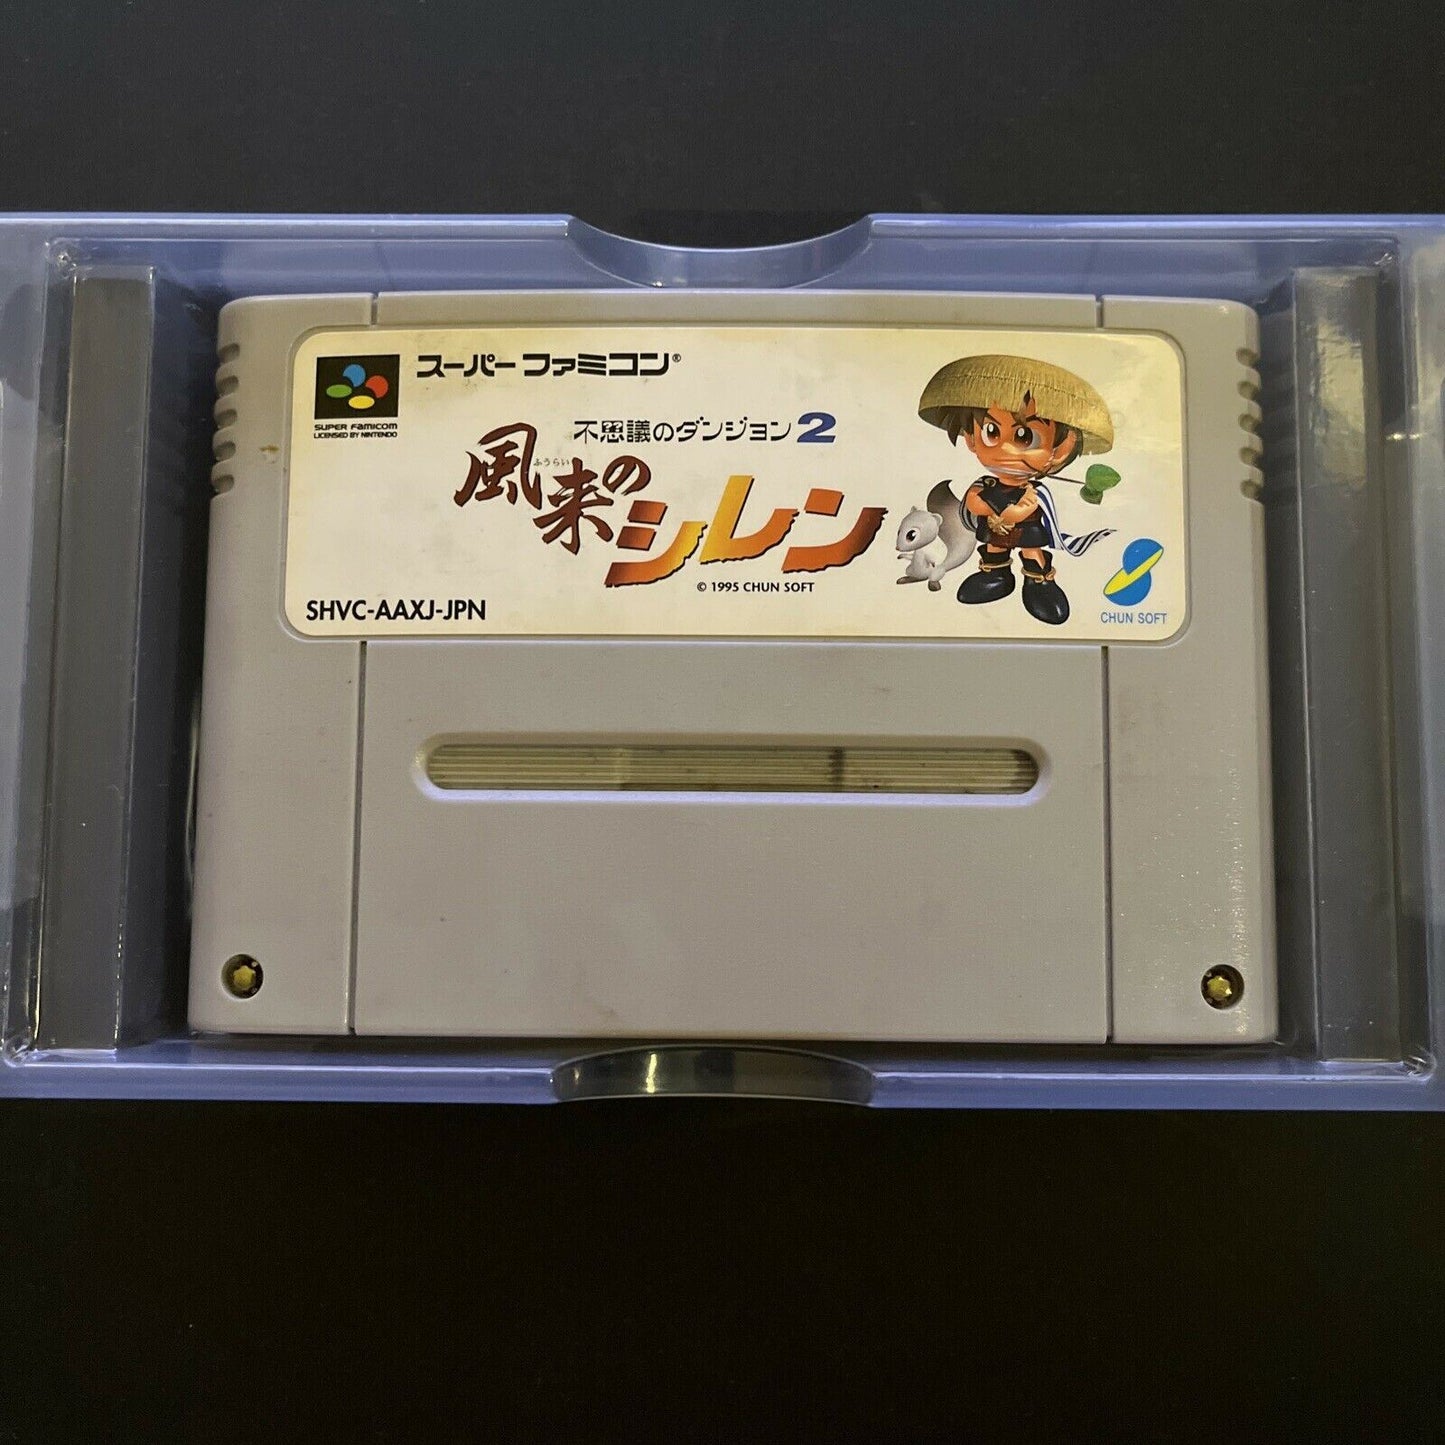 スーパーファミコン®
SUPER FAMICOM
LICENSED BY NINTENDO
不思議のダンジョン2
ふうらい
風来のシレン
© 1995 CHUN SOFT
SHVC-AAXJ-JPN
CHUN SOFT